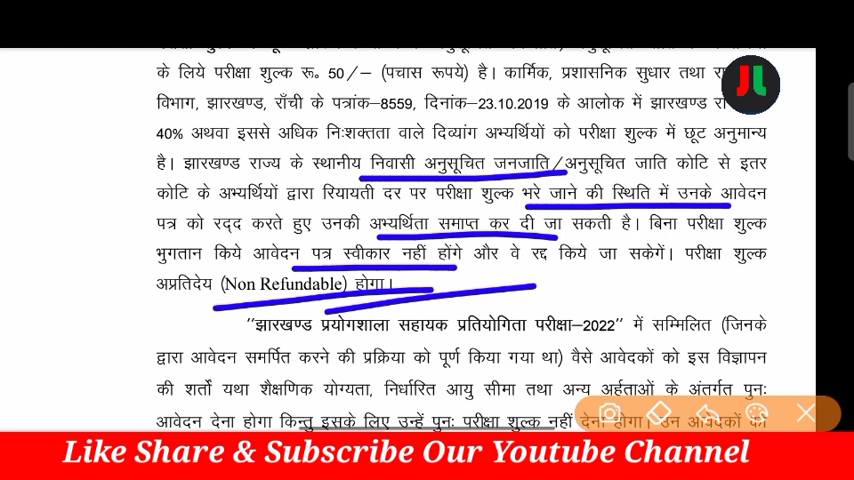 के लिये परीक्षा शुल्क रू० 50/– (पचास रूपये) है। कार्मिक, प्रशासनिक सुधार तथा
विभाग, झारखण्ड, राँची के पत्रांक–8559, दिनांक–23.10.2019 के आलोक में झारखण्ड
40% अथवा इससे अधिक निःशक्तता वाले दिव्यांग अभ्यर्थियों को परीक्षा शुल्क में छूट अनुमान्य
है। झारखण्ड राज्य के स्थानीय निवासी अनुसूचित जनजाति/अनुसूचित जाति कोटि से इतर
कोटि के अभ्यर्थियों द्वारा रियायती दर पर परीक्षा शुल्क भरे जाने की स्थिति में उनके आवेदन
पत्र को रद्द करते हुए उनकी अभ्यर्थिता समाप्त कर दी जा सकती है। बिना परीक्षा शुल्क
भुगतान किये आवेदन पत्र स्वीकार नहीं होंगे और वे रद्द किये जा सकेगें। परीक्षा शुल्क
अप्रतिदेय (Non Refundable) होगा।
"झारखण्ड प्रयोगशाला सहायक प्रतियोगिता परीक्षा–2022" में सम्मिलित (जिनके
द्वारा आवेदन समर्पित करने की प्रक्रिया को पूर्ण किया गया था) वैसे आवेदकों को इस विज्ञापन
की शर्तों यथा शैक्षणिक योग्यता, निर्धारित आयु सीमा तथा अन्य अर्हताओं के अंतर्गत पुनः
आवेदन देना होगा किन्तु इसके लिए उन्हें पुनः परीक्षा शुल्क नहीं देना होगा। उन आवेदकों को
Like Share & Subscribe Our Youtube Channel